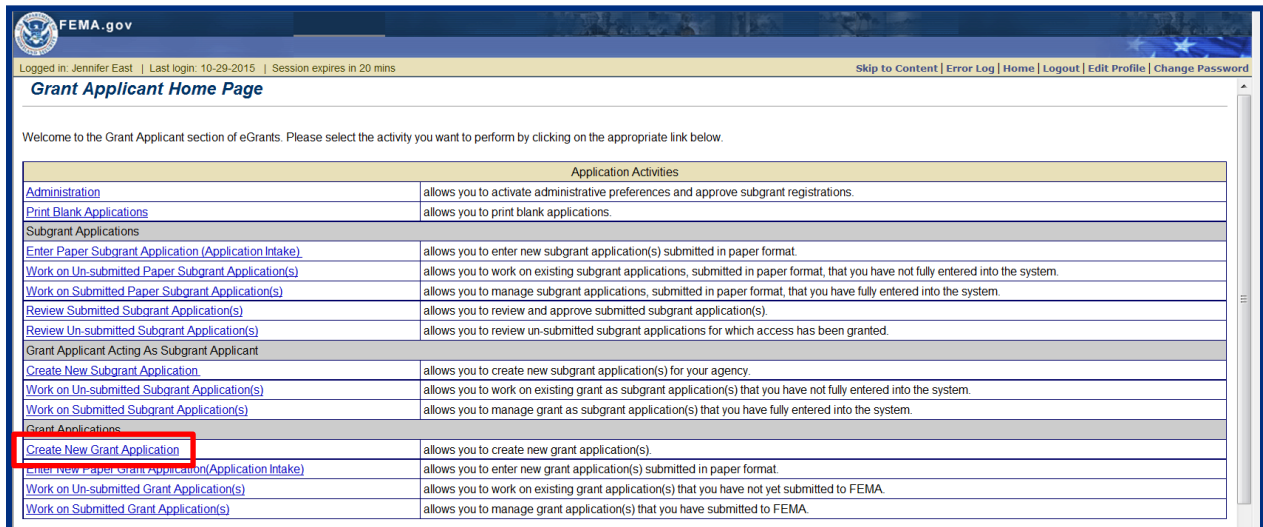 FEMA.gov
Logged in: Jennifer East | Last login: 10-29-2015 | Session expires in 20 mins
Skip to Content | Error Log | Home | Logout | Edit Profile | Change Password
Grant Applicant Home Page
Welcome to the Grant Applicant section of eGrants. Please select the activity you want to perform by clicking on the appropriate link below.
Application Activities
Administration allows you to activate administrative preferences and approve subgrant registrations.
Print Blank Applications allows you to print blank applications.
Subgrant Applications
Enter Paper Subgrant Application (Application Intake) allows you to enter new subgrant application(s) submitted in paper format.
Work on Un-submitted Paper Subgrant Application(s) allows you to work on existing subgrant applications, submitted in paper format, that you have not fully entered into the system.
Work on Submitted Paper Subgrant Application(s) allows you to manage subgrant applications, submitted in paper format, that you have fully entered into the system.
Review Submitted Subgrant Application(s) allows you to review and approve submitted subgrant application(s).
Review Un-submitted Subgrant Application(s) allows you to review un-submitted subgrant applications for which access has been granted.
Grant Applicant Acting As Subgrant Applicant
Create New Subgrant Application allows you to create new subgrant application(s) for your agency.
Work on Un-submitted Subgrant Application(s) allows you to work on existing grant as subgrant application(s) that you have not fully entered into the system.
Work on Submitted Subgrant Application(s) allows you to manage grant as subgrant application(s) that you have fully entered into the system.
Grant Applications
Create New Grant Application allows you to create new grant application(s).
Enter New Paper Grant Application(Application Intake) allows you to enter new grant application(s) submitted in paper format.
Work on Un-submitted Grant Application(s) allows you to work on existing grant application(s) that you have not yet submitted to FEMA.
Work on Submitted Grant Application(s) allows you to manage grant application(s) that you have submitted to FEMA.